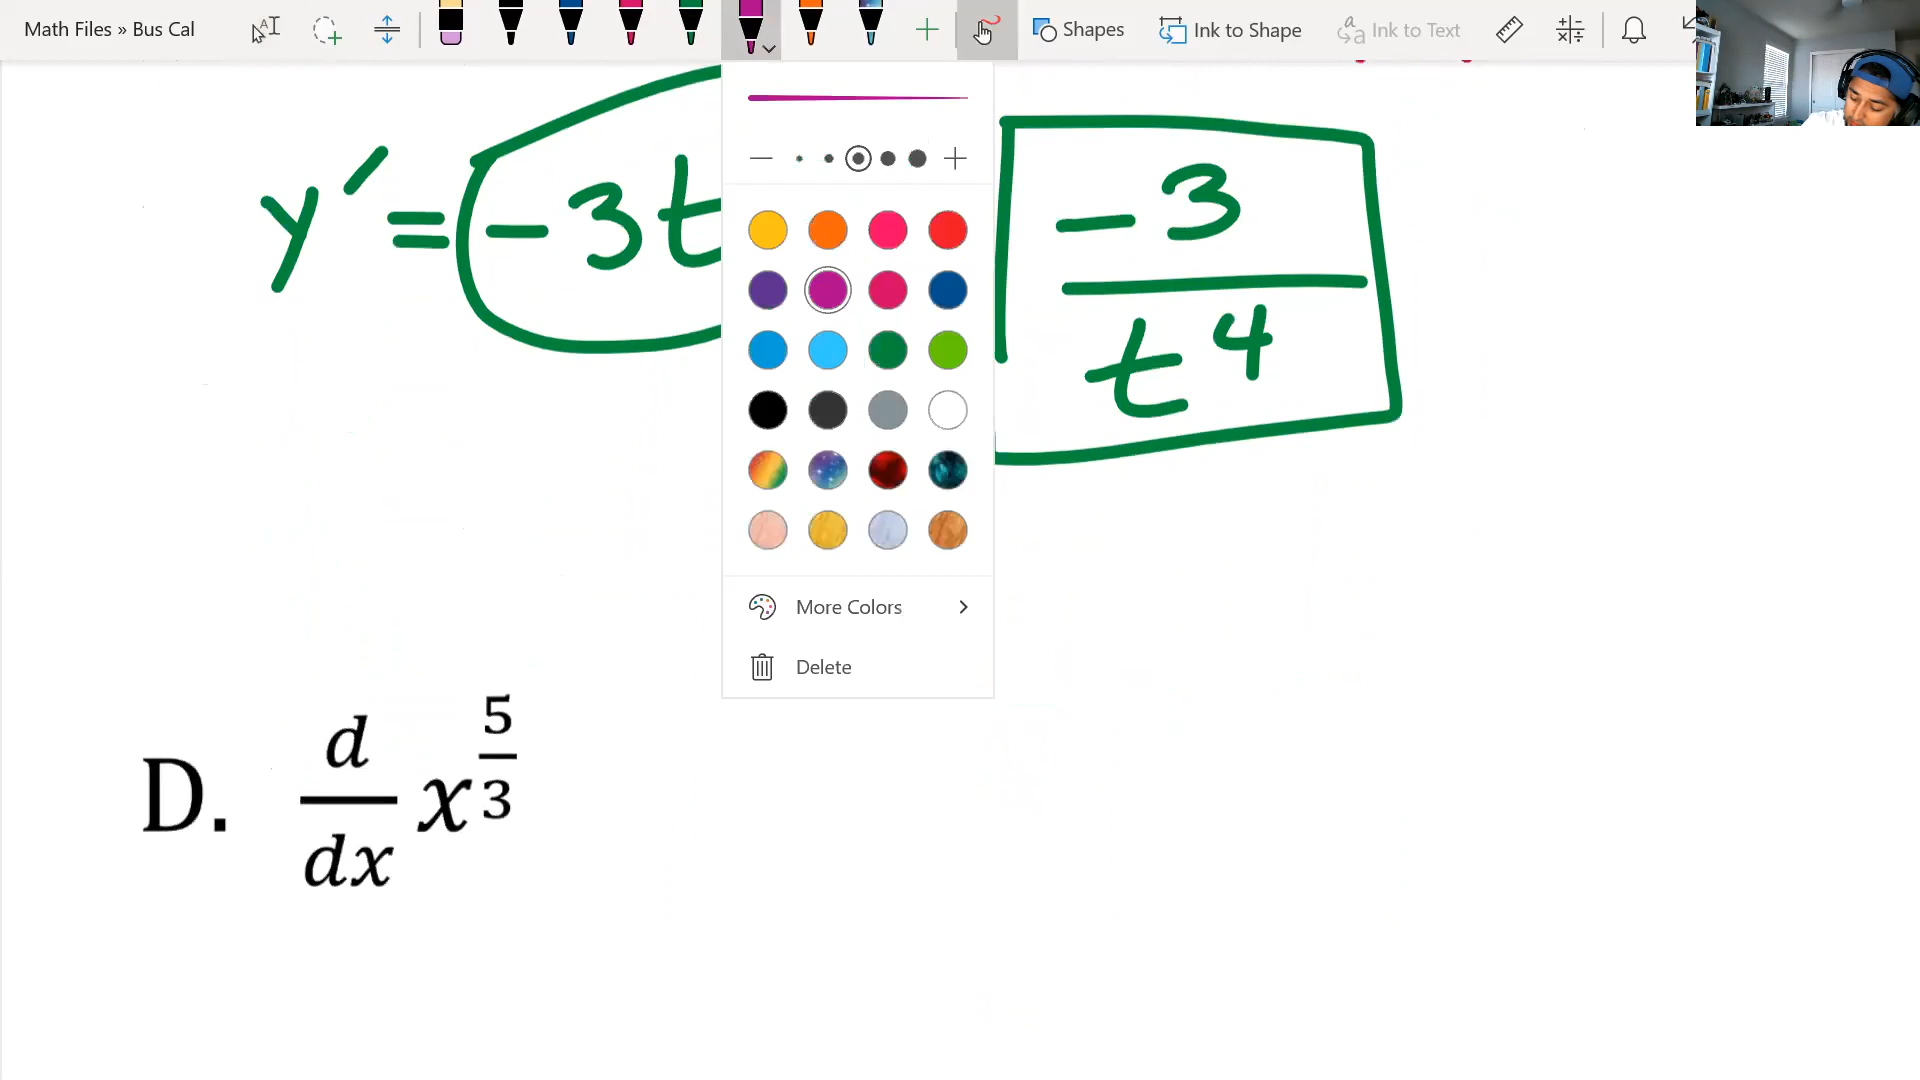 Math Files » Bus Cal
Shapes
Ink to Shape
Ink to Text
y' = -3t
-3
t^4
More Colors
Delete
D. d/dx x^(5/3)